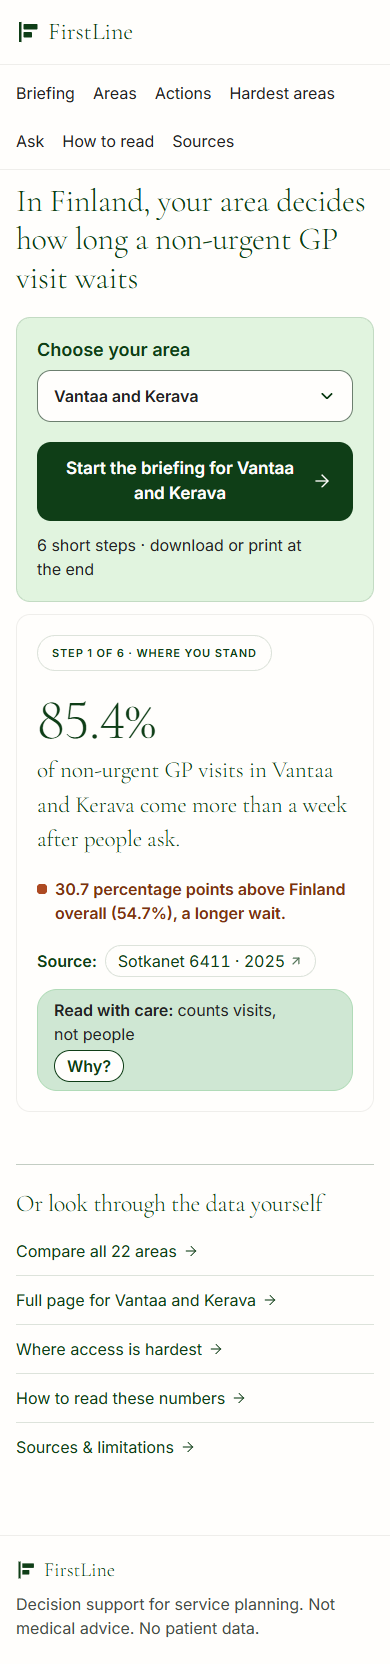 FirstLine
Briefing Areas Actions Hardest areas
Ask How to read Sources
In Finland, your area decides
how long a non-urgent GP
visit waits
Choose your area
Vantaa and Kerava
Start the briefing for Vantaa
and Kerava →
6 short steps · download or print at
the end
STEP 1 OF 6 · WHERE YOU STAND
85.4%
of non-urgent GP visits in Vantaa
and Kerava come more than a week
after people ask.
30.7 percentage points above Finland
overall (54.7%), a longer wait.
Source: Sotkanet 6411 · 2025 ↗
Read with care: counts visits,
not people
Why?
Or look through the data yourself
Compare all 22 areas →
Full page for Vantaa and Kerava →
Where access is hardest →
How to read these numbers →
Sources & limitations →
FirstLine
Decision support for service planning. Not
medical advice. No patient data.